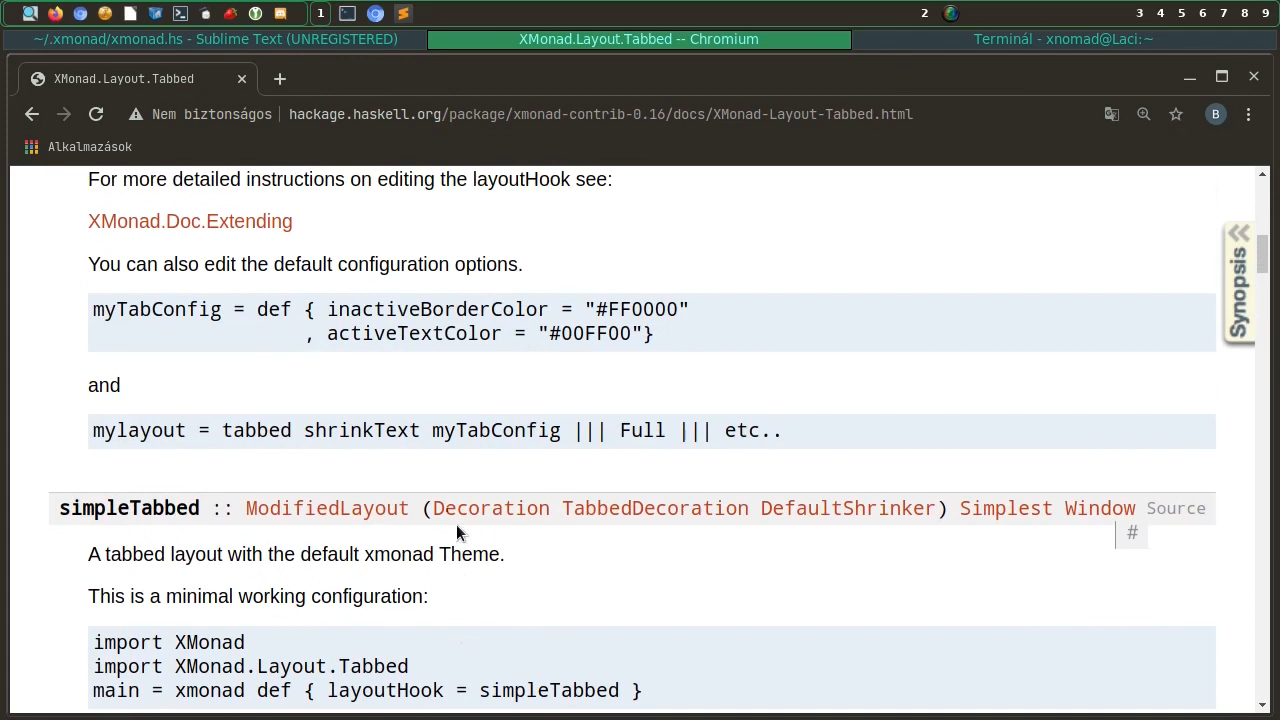 1
2
3 4 5 6 7 8 9
~/.xmonad/xmonad.hs - Sublime Text (UNREGISTERED)
XMonad.Layout.Tabbed -- Chromium
Terminál - xnomad@Laci:~
XMonad.Layout.Tabbed
Nem biztonságos
hackage.haskell.org/package/xmonad-contrib-0.16/docs/XMonad-Layout-Tabbed.html
B
Alkalmazások
For more detailed instructions on editing the layoutHook see:
XMonad.Doc.Extending
You can also edit the default configuration options.
myTabConfig = def { inactiveBorderColor = "#FF0000"
, activeTextColor = "#00FF00"}
and
mylayout = tabbed shrinkText myTabConfig ||| Full ||| etc..
simpleTabbed :: ModifiedLayout (Decoration TabbedDecoration DefaultShrinker) Simplest Window Source
#
A tabbed layout with the default xmonad Theme.
This is a minimal working configuration:
import XMonad
import XMonad.Layout.Tabbed
main = xmonad def { layoutHook = simpleTabbed }
Synopsis